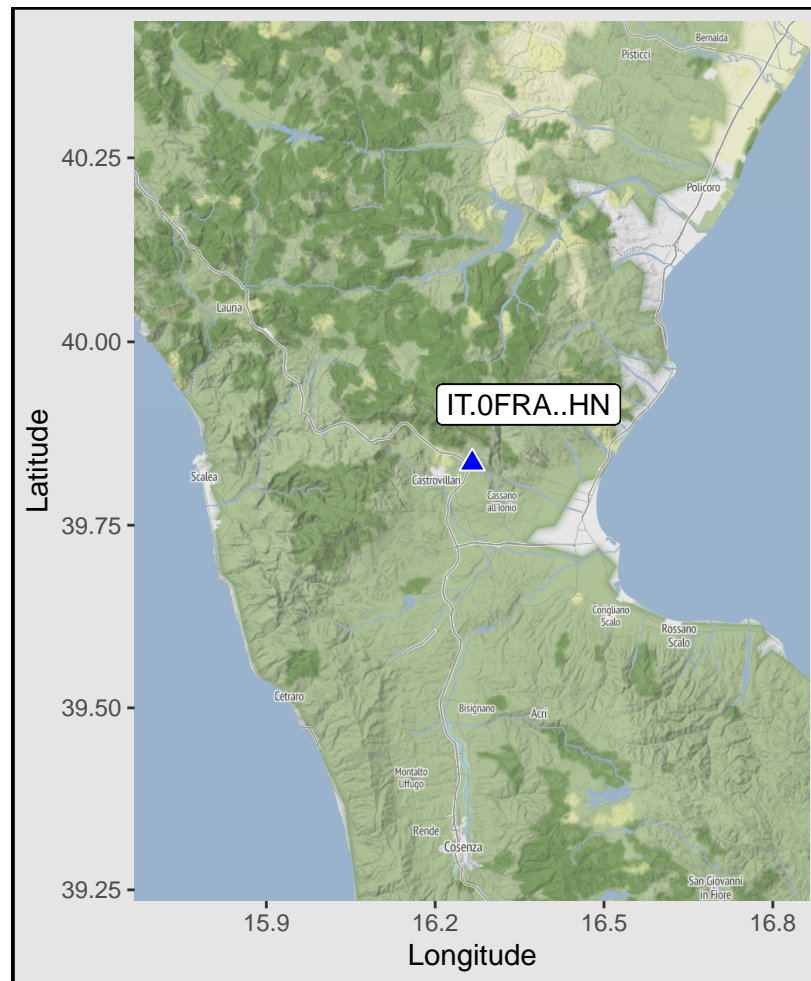 Bernalda
Pisticci
40.25
Policoro
Lauria
40.00
IT.0FRA..HN
Latitude
Scalea
Castrovillari
Cassano
all'Ionio
39.75
Corigliano
Scalo
Rossano
Scalo
Cetraro
39.50
Bisignano
Acri
Montalto
Uffugo
Rende
Cosenza
San Giovanni
in Fiore
39.25
15.9
16.2
16.5
16.8
Longitude